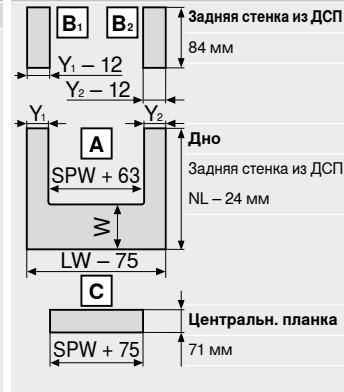 B₁ B₂ Задняя стенка из ДСП
84 мм
Y₁ – 12
Y₂ – 12
Y₁ Y₂
A Дно
SPW + 63 Задняя стенка из ДСП
NL – 24 мм
W
LW – 75
C
Центральн. планка
SPW + 75 71 мм